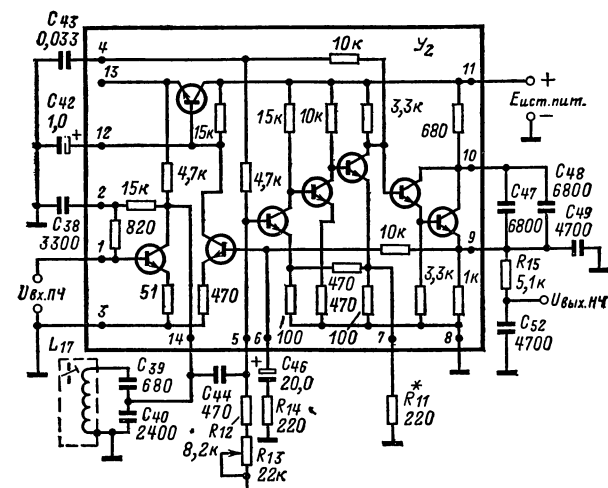 C43
0,033
4
10к
У2
13
11
+
C42
1,0
+
15к
15к
10к
3,3к
680
Eист.пит.
−
12
10
2
15к
4,7к
4,7к
C38
3300
820
C47
6800
C48
6800
C49
4700
1
10к
9
Uвх.ПЧ
51
470
470
470
3,3к
1к
R15
5,1к
Uвых.НЧ
3
100
100
14
5
6
7
8
C52
4700
L17
C39
680
C40
2400
C44
470
+
C46
20,0
R12
8,2к
R14
220
R13
22к
*
R11
220